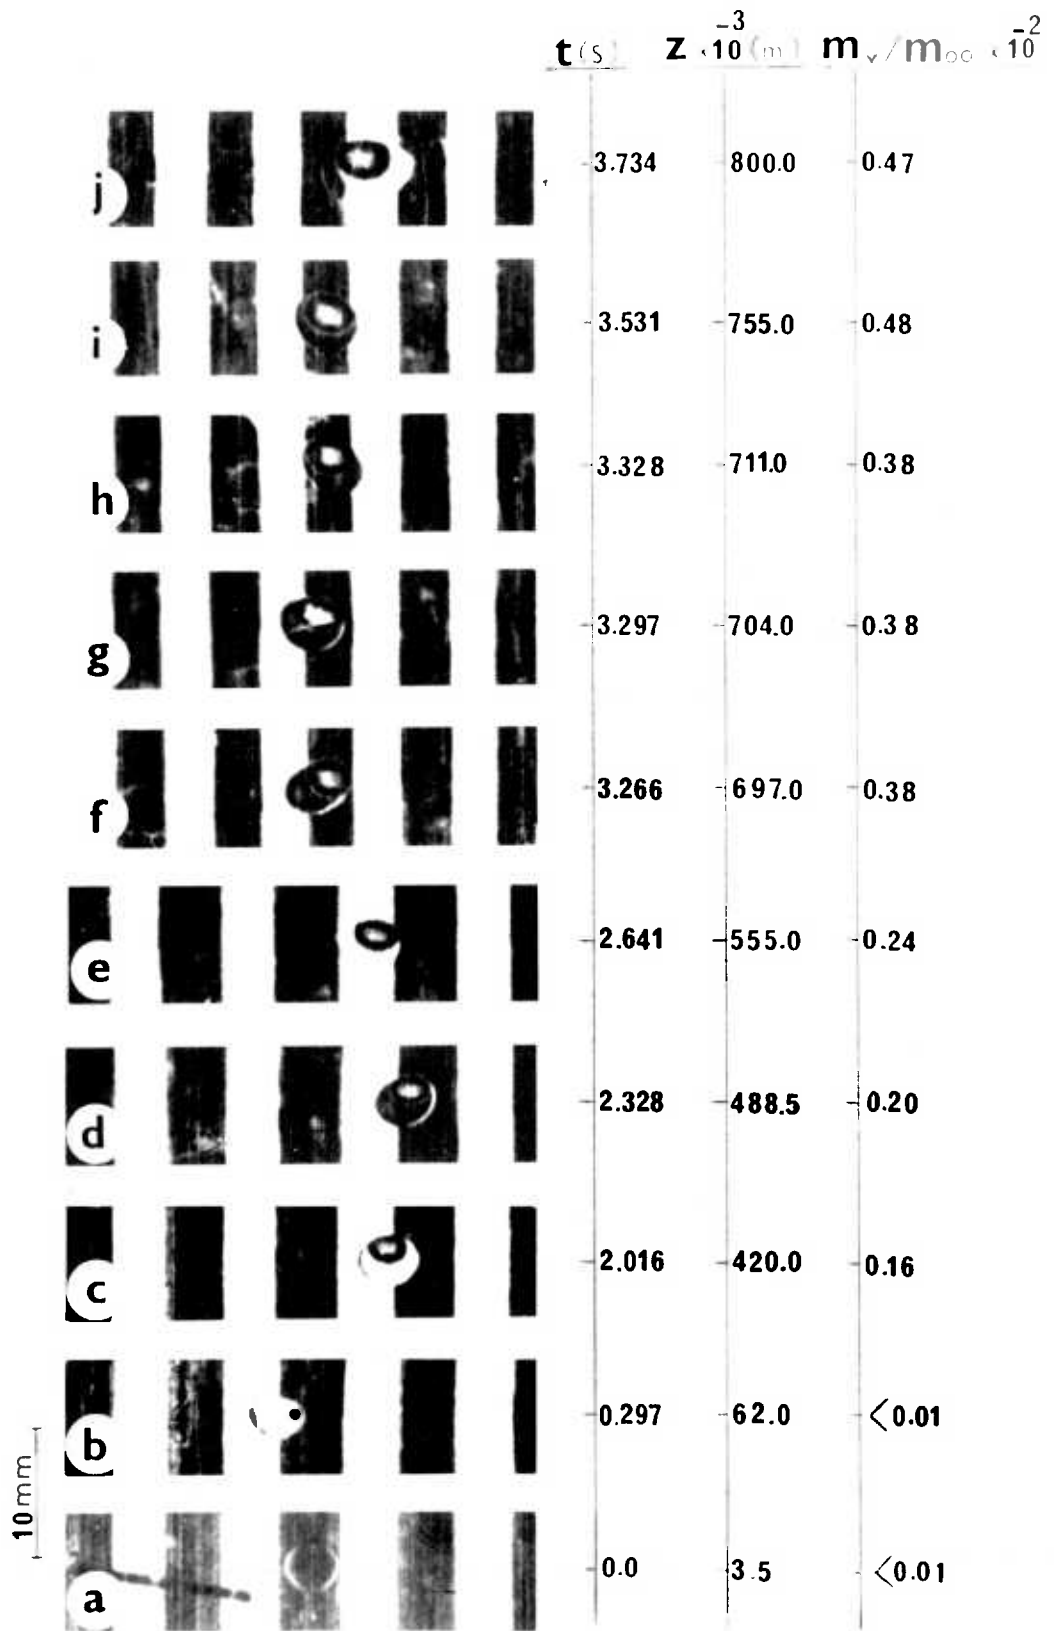 t(s) z ×10⁻³ (m) mᵥ/m∞ × 10⁻²
j 3.734 800.0 0.47
i 3.531 755.0 0.48
h 3.328 711.0 0.38
g 3.297 704.0 0.38
f 3.266 697.0 0.38
e 2.641 555.0 0.24
d 2.328 488.5 0.20
c 2.016 420.0 0.16
b 0.297 62.0 <0.01
10mm
a 0.0 3.5 <0.01